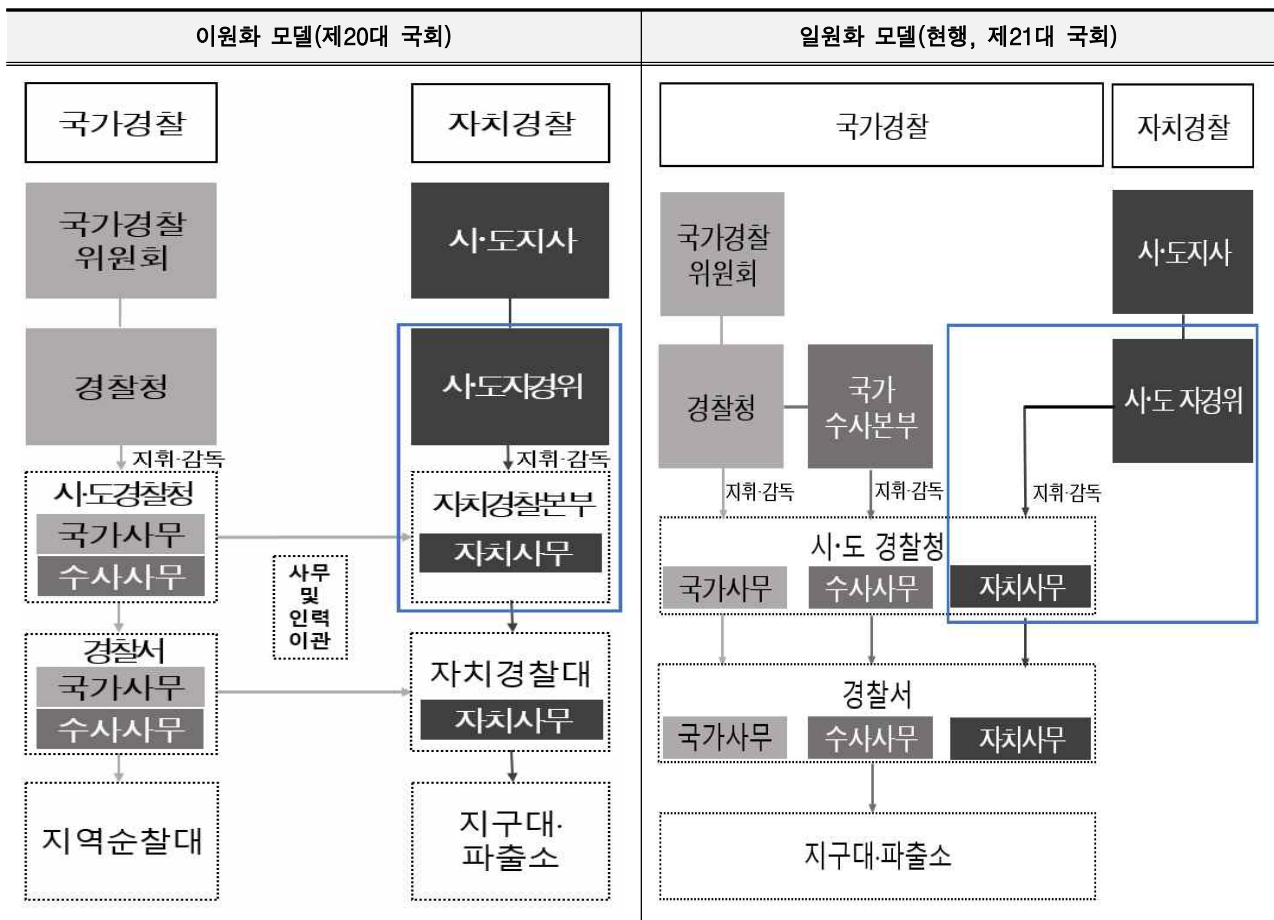 이원화 모델(제20대 국회)
국가경찰
자치경찰
국가경찰
위원회
시·도지사
경찰청
시·도자경위
지휘·감독
지휘·감독
시·도경찰청
국가사무
수사사무
자치경찰본부
자치사무
사무
및
인력
이관
경찰서
국가사무
수사사무
자치경찰대
자치사무
지역순찰대
지구대·
파출소
일원화 모델(현행, 제21대 국회)
국가경찰
자치경찰
국가경찰
위원회
시·도지사
경찰청
국가
수사본부
시·도 자경위
지휘·감독
지휘·감독
지휘·감독
시·도 경찰청
국가사무
수사사무
자치사무
경찰서
국가사무
수사사무
자치사무
지구대·파출소